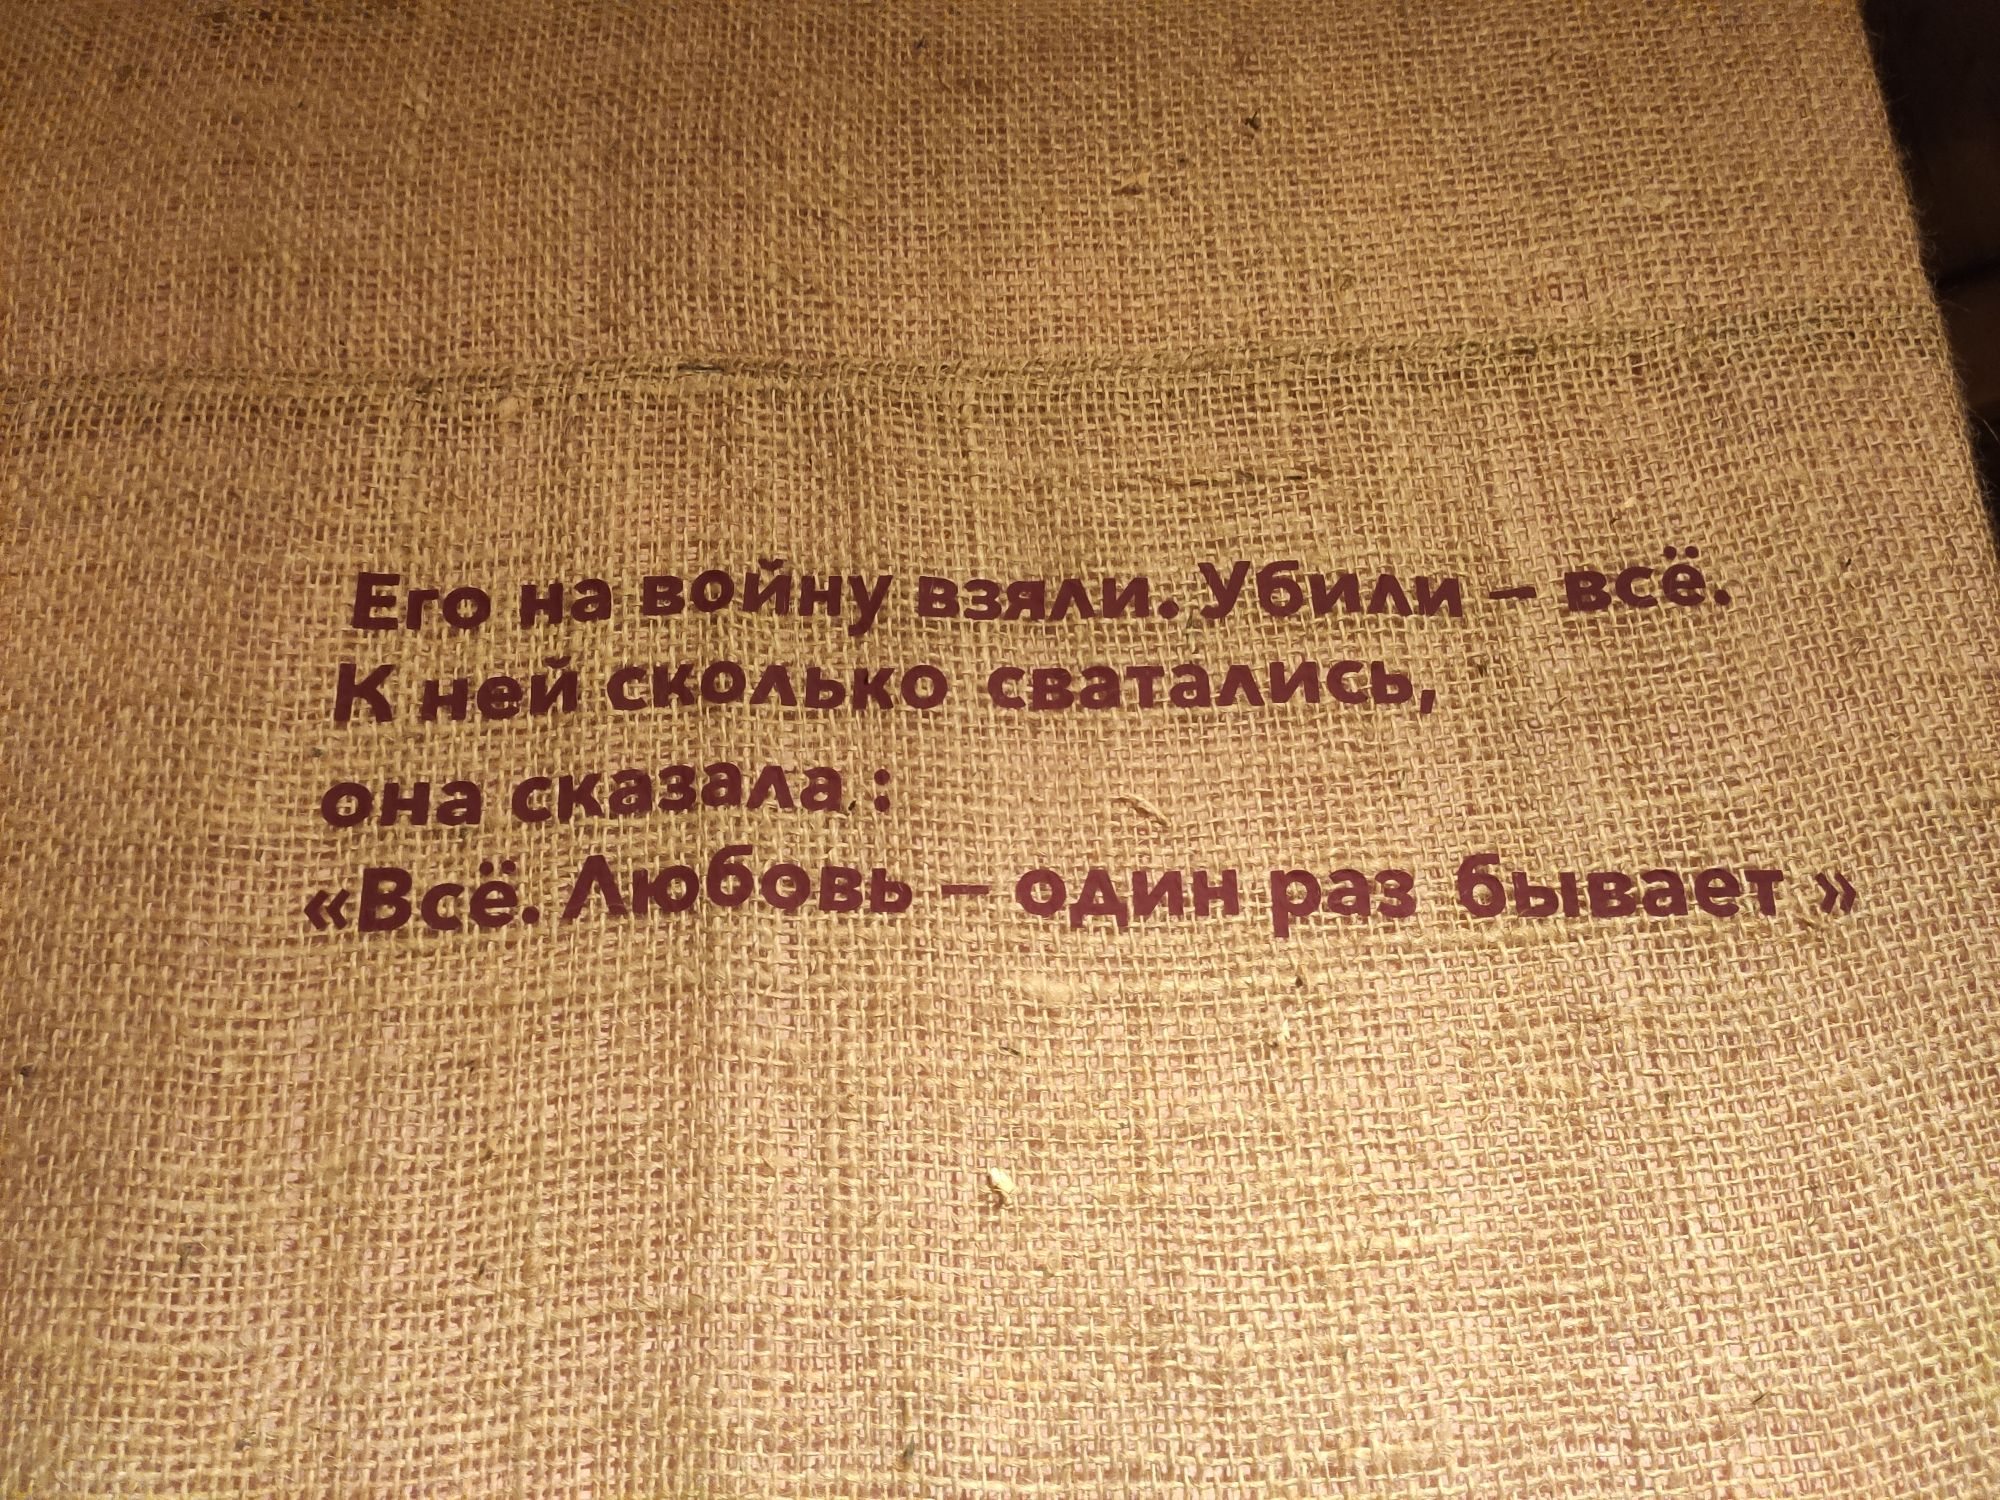 Его на войну взяли. Убили – всё.
К ней сколько сватались,
она сказала :
«Всё. Любовь – один раз бывает »